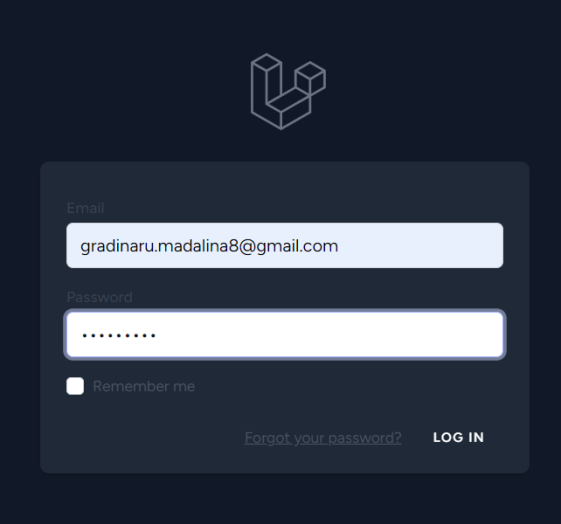 Email
gradinaru.madalina8@gmail.com
Password
•••••••••
Remember me
Forgot your password? LOG IN